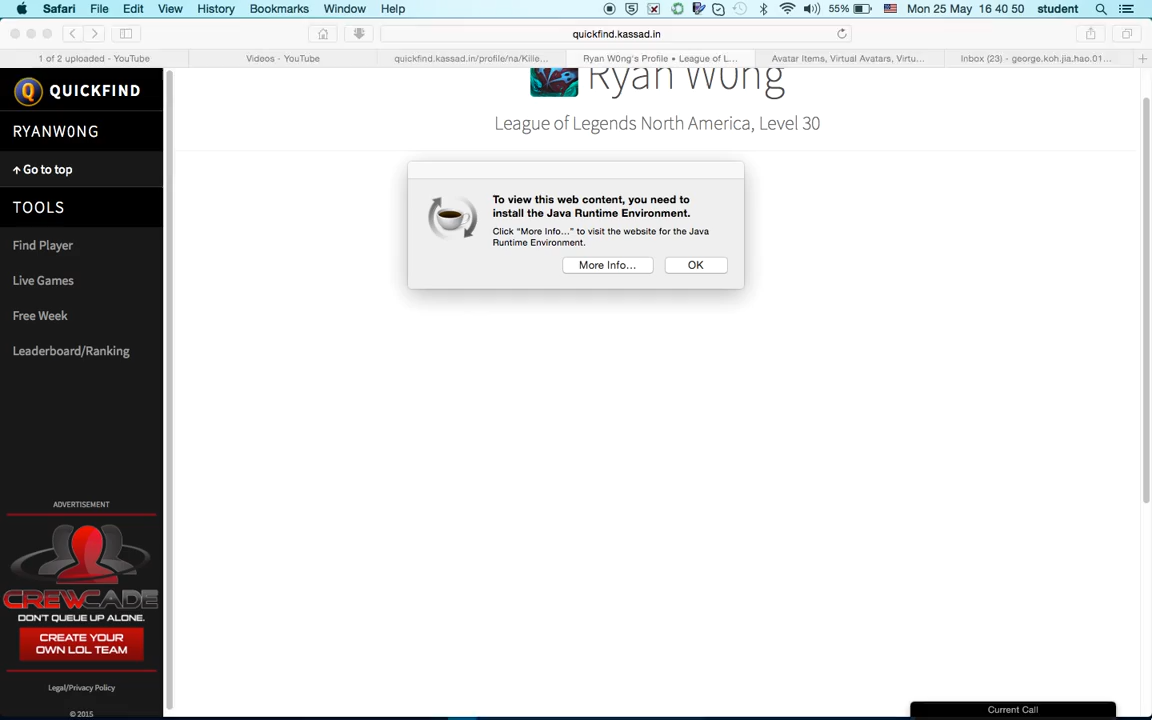 Safari File Edit View History Bookmarks Window Help 55% Mon 25 May 16 40 50 student
quickfind.kassad.in
1 of 2 uploaded - YouTube
Videos - YouTube
quickfind.kassad.in/profile/na/Kille...
Ryan W0ng's Profile • League of L...
Avatar Items, Virtual Avatars, Virtu...
Inbox (23) - george.koh.jia.hao.01...
Q QUICKFIND
RYANW0NG
↑ Go to top
TOOLS
Find Player
Live Games
Free Week
Leaderboard/Ranking
ADVERTISEMENT
CREWCADE
DON'T QUEUE UP ALONE.
CREATE YOUR
OWN LOL TEAM
Legal/Privacy Policy
© 2015
Ryan W0ng
League of Legends North America, Level 30
To view this web content, you need to
install the Java Runtime Environment.
Click "More Info..." to visit the website for the Java
Runtime Environment.
More Info...
OK
Current Call